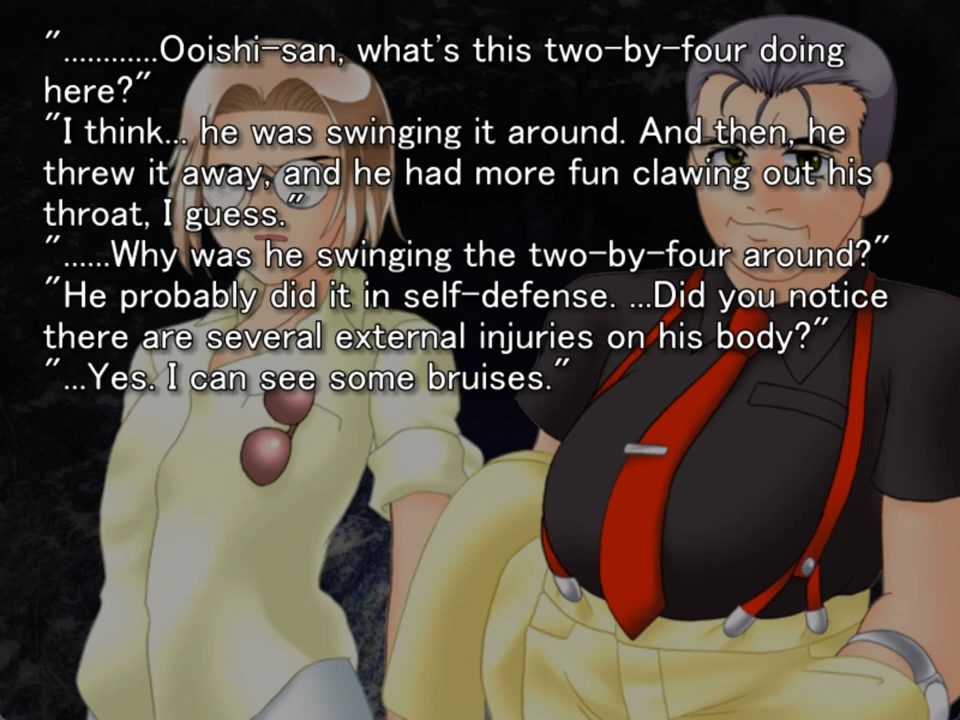 "............Ooishi-san, what's this two-by-four doing
here?"
"I think... he was swinging it around. And then, he
threw it away, and he had more fun clawing out his
throat, I guess."
"......Why was he swinging the two-by-four around?"
"He probably did it in self-defense. ...Did you notice
there are several external injuries on his body?"
"...Yes. I can see some bruises."